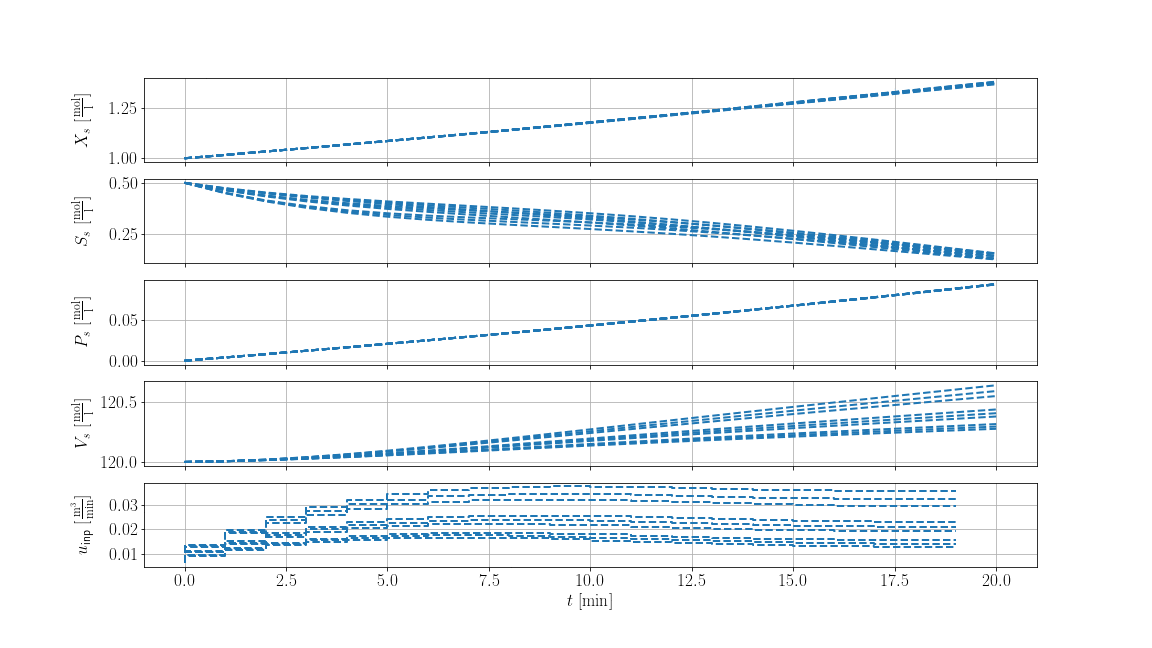 X_s [mol/l]
1.25
1.00
S_s [mol/l]
0.50
0.25
P_s [mol/l]
0.05
0.00
V_s [mol/l]
120.5
120.0
u_inp [m³/min]
0.03
0.02
0.01
0.0 2.5 5.0 7.5 10.0 12.5 15.0 17.5 20.0
t [min]